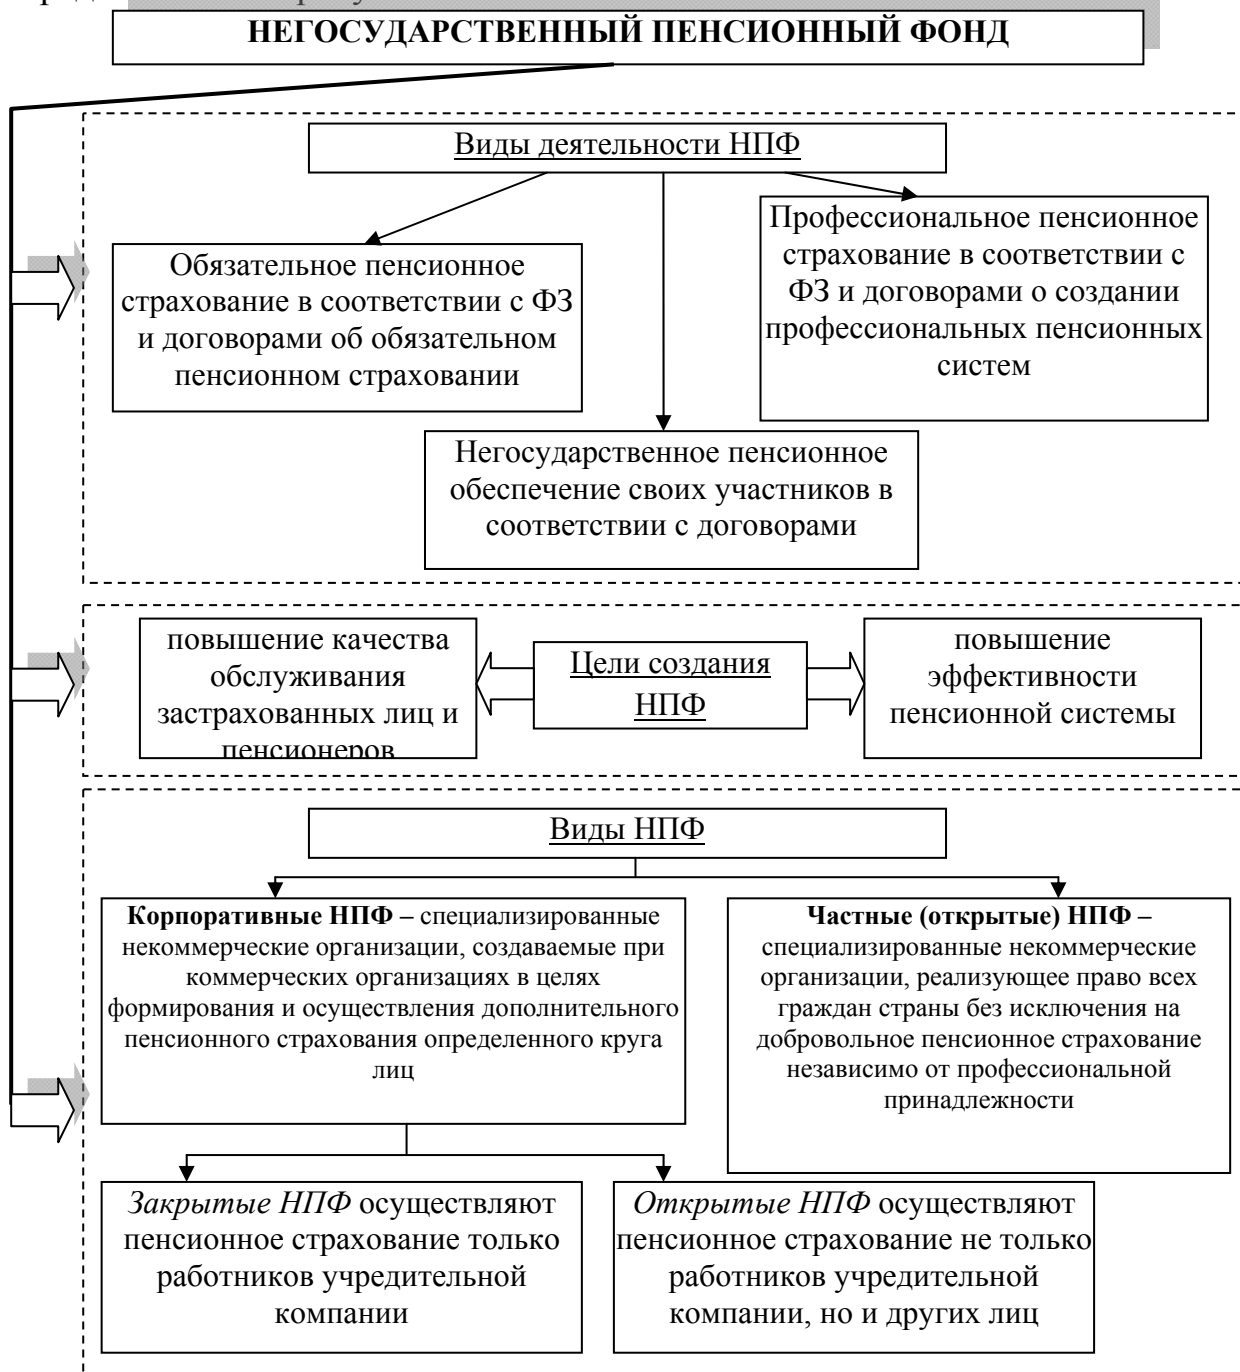 НЕГОСУДАРСТВЕННЫЙ ПЕНСИОННЫЙ ФОНД
Виды деятельности НПФ
Обязательное пенсионное
страхование в соответствии с ФЗ
и договорами об обязательном
пенсионном страховании
Профессиональное пенсионное
страхование в соответствии с
ФЗ и договорами о создании
профессиональных пенсионных
систем
Негосударственное пенсионное
обеспечение своих участников в
соответствии с договорами
повышение качества
обслуживания
застрахованных лиц и
пенсионеров
Цели создания
НПФ
повышение
эффективности
пенсионной системы
Виды НПФ
Корпоративные НПФ – специализированные
некоммерческие организации, создаваемые при
коммерческих организациях в целях
формирования и осуществления дополнительного
пенсионного страхования определенного круга
лиц
Частные (открытые) НПФ –
специализированные некоммерческие
организации, реализующее право всех
граждан страны без исключения на
добровольное пенсионное страхование
независимо от профессиональной
принадлежности
Закрытые НПФ осуществляют
пенсионное страхование только
работников учредительной
компании
Открытые НПФ осуществляют
пенсионное страхование не только
работников учредительной
компании, но и других лиц